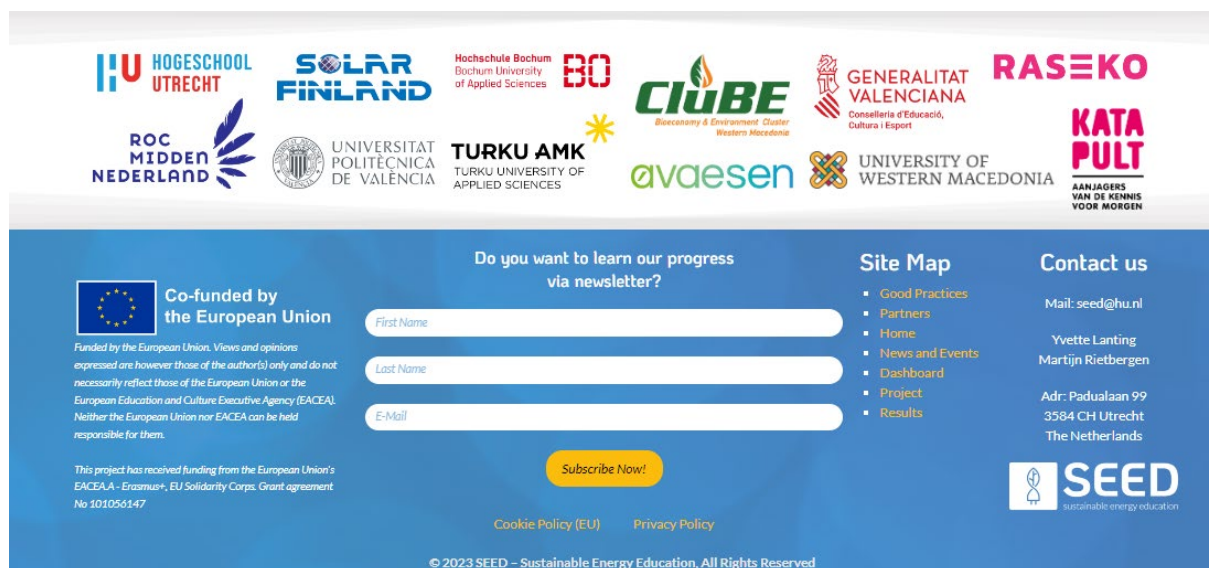 HU HOGESCHOOL
UTRECHT
SOLAR
FINLAND
Hochschule Bochum
Bochum University
of Applied Sciences
BO
CluBE
Bioeconomy & Environment Cluster
Western Macedonia
GENERALITAT
VALENCIANA
Conselleria d'Educació,
Cultura i Esport
RASEKO
ROC
MIDDEN
NEDERLAND
UNIVERSITAT
POLITÈCNICA
DE VALÈNCIA
TURKU AMK
TURKU UNIVERSITY OF
APPLIED SCIENCES
avaesen
UNIVERSITY OF
WESTERN MACEDONIA
KATA
PULT
AANJAGERS
VAN DE KENNIS
VOOR MORGEN
Co-funded by
the European Union
Funded by the European Union. Views and opinions
expressed are however those of the author(s) only and do not
necessarily reflect those of the European Union or the
European Education and Culture Executive Agency (EACEA).
Neither the European Union nor EACEA can be held
responsible for them.
This project has received funding from the European Union's
EACEA.A - Erasmus+, EU Solidarity Corps. Grant agreement
No 101056147
Do you want to learn our progress
via newsletter?
First Name
Last Name
E-Mail
Subscribe Now!
Cookie Policy (EU) Privacy Policy
Site Map
Good Practices
Partners
Home
News and Events
Dashboard
Project
Results
Contact us
Mail: seed@hu.nl
Yvette Lanting
Martijn Rietbergen
Adr: Padualaan 99
3584 CH Utrecht
The Netherlands
SEED
sustainable energy education
© 2023 SEED – Sustainable Energy Education, All Rights Reserved